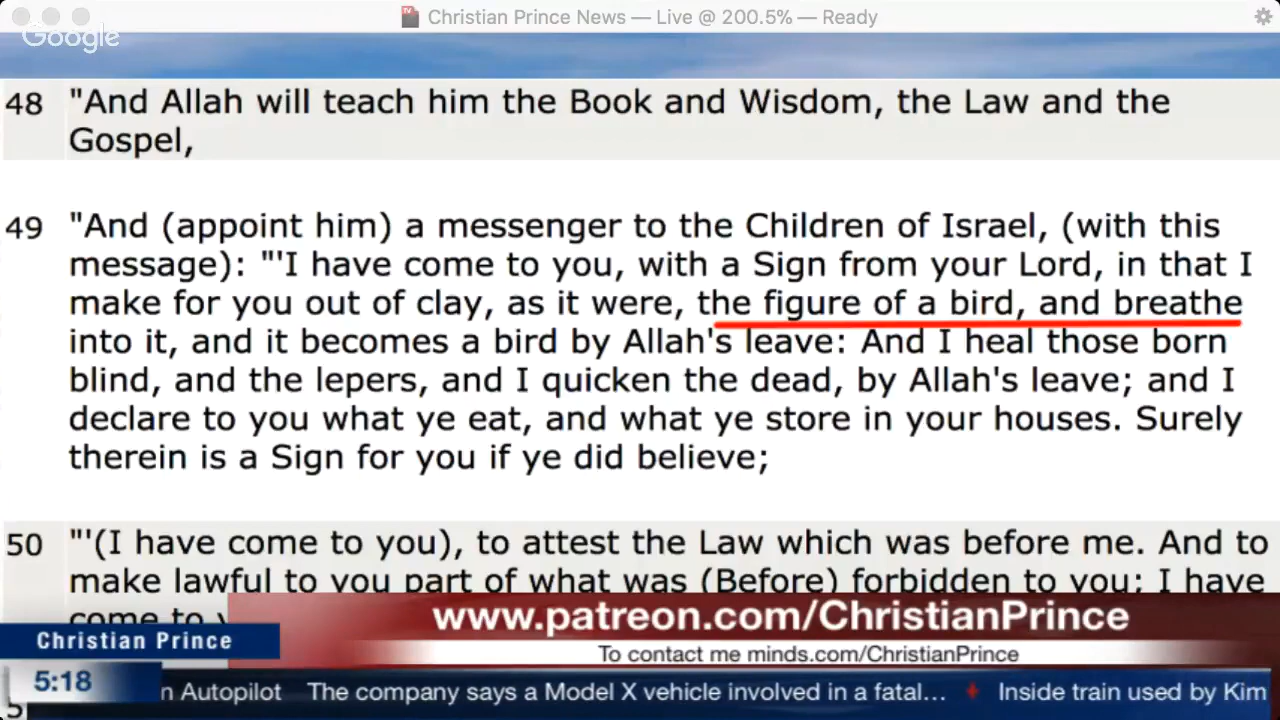 Christian Prince News — Live @ 200.5% — Ready
Google
48 "And Allah will teach him the Book and Wisdom, the Law and the
Gospel,
49 "And (appoint him) a messenger to the Children of Israel, (with this
message): "'I have come to you, with a Sign from your Lord, in that I
make for you out of clay, as it were, the figure of a bird, and breathe
into it, and it becomes a bird by Allah's leave: And I heal those born
blind, and the lepers, and I quicken the dead, by Allah's leave; and I
declare to you what ye eat, and what ye store in your houses. Surely
therein is a Sign for you if ye did believe;
50 "'(I have come to you), to attest the Law which was before me. And to
make lawful to you part of what was (Before) forbidden to you; I have
come to
www.patreon.com/ChristianPrince
Christian Prince
To contact me minds.com/ChristianPrince
5:18
n Autopilot The company says a Model X vehicle involved in a fatal... Inside train used by Kim
5